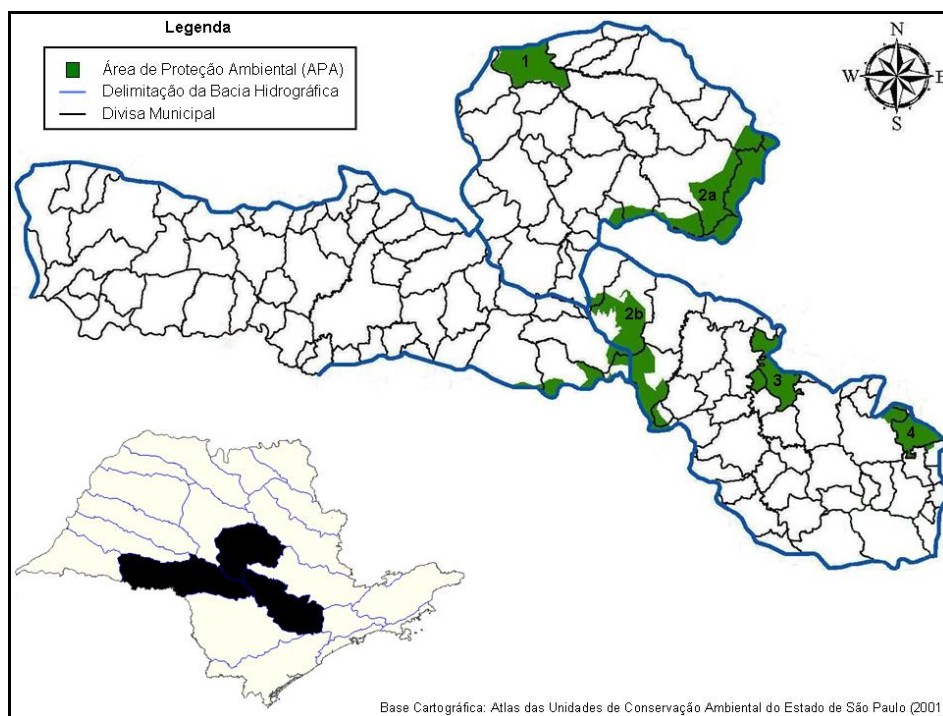 Legenda
Área de Proteção Ambiental (APA)
Delimitação da Bacia Hidrográfica
Divisa Municipal
N
W
E
S
1
2a
2b
3
4
Base Cartográfica: Atlas das Unidades de Conservação Ambiental do Estado de São Paulo (2001